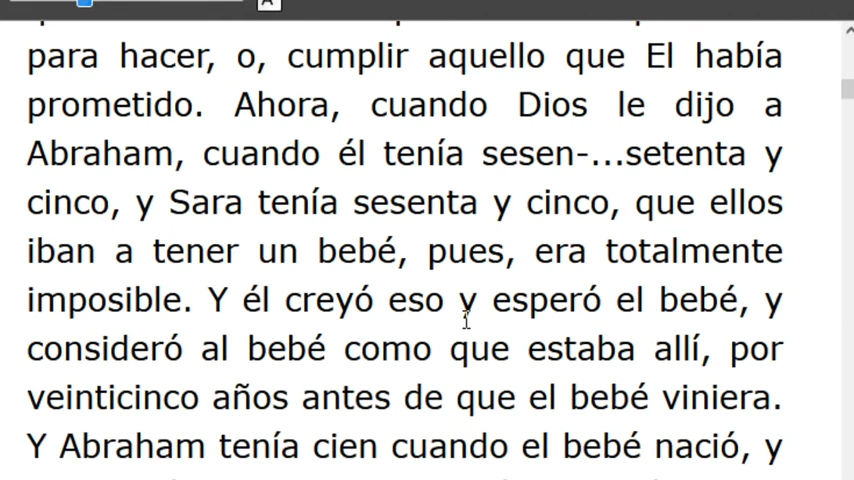 para hacer, o, cumplir aquello que El había
prometido. Ahora, cuando Dios le dijo a
Abraham, cuando él tenía sesen-...setenta y
cinco, y Sara tenía sesenta y cinco, que ellos
iban a tener un bebé, pues, era totalmente
imposible. Y él creyó eso y esperó el bebé, y
consideró al bebé como que estaba allí, por
veinticinco años antes de que el bebé viniera.
Y Abraham tenía cien cuando el bebé nació, y